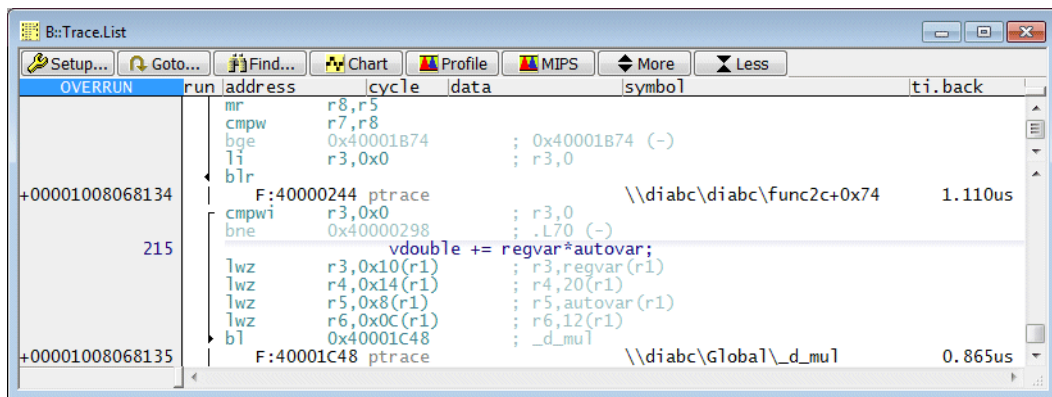 B::Trace.List
Setup... Goto... Find... Chart Profile MIPS More Less
OVERRUN run address cycle data symbol ti.back
mr r8,r5
cmpw r7,r8
bge 0x40001B74 ; 0x40001B74 (-)
li r3,0x0 ; r3,0
blr
+00001008068134 F:40000244 ptrace \\diabc\diabc\func2c+0x74 1.110us
cmpwi r3,0x0 ; r3,0
bne 0x40000298 ; .L70 (-)
215 vdouble += regvar*autovar;
lwz r3,0x10(r1) ; r3,regvar(r1)
lwz r4,0x14(r1) ; r4,20(r1)
lwz r5,0x8(r1) ; r5,autovar(r1)
lwz r6,0x0C(r1) ; r6,12(r1)
bl 0x40001C48 ; _d_mul
+00001008068135 F:40001C48 ptrace \\diabc\Global\_d_mul 0.865us